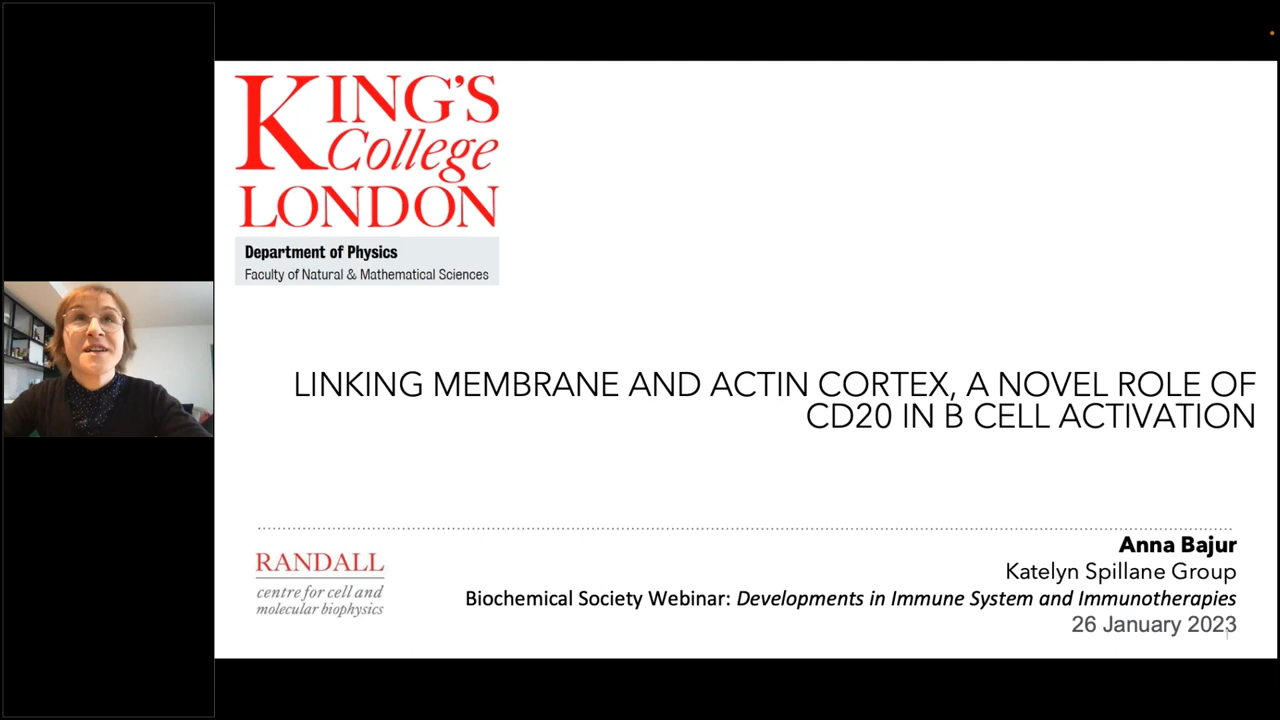 KING'S
College
LONDON
Department of Physics
Faculty of Natural & Mathematical Sciences
LINKING MEMBRANE AND ACTIN CORTEX, A NOVEL ROLE OF
CD20 IN B CELL ACTIVATION
RANDALL
centre for cell and
molecular biophysics
Anna Bajur
Katelyn Spillane Group
Biochemical Society Webinar: Developments in Immune System and Immunotherapies
26 January 2023
1